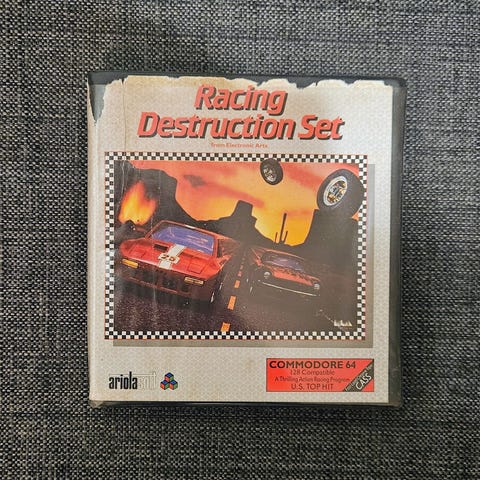 Racing
Destruction Set
from Electronic Arts
ariolasoft
COMMODORE 64
128 Compatible
A Thrilling Action Racing Program
U.S. TOP HIT
CASS